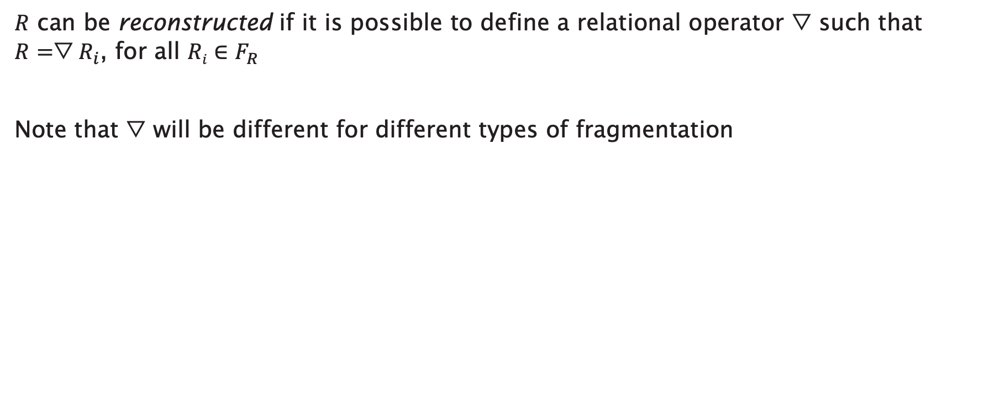 R can be reconstructed if it is possible to define a relational operator ▽ such that
R =▽ Rᵢ, for all Rᵢ ∈ F_R
Note that ▽ will be different for different types of fragmentation